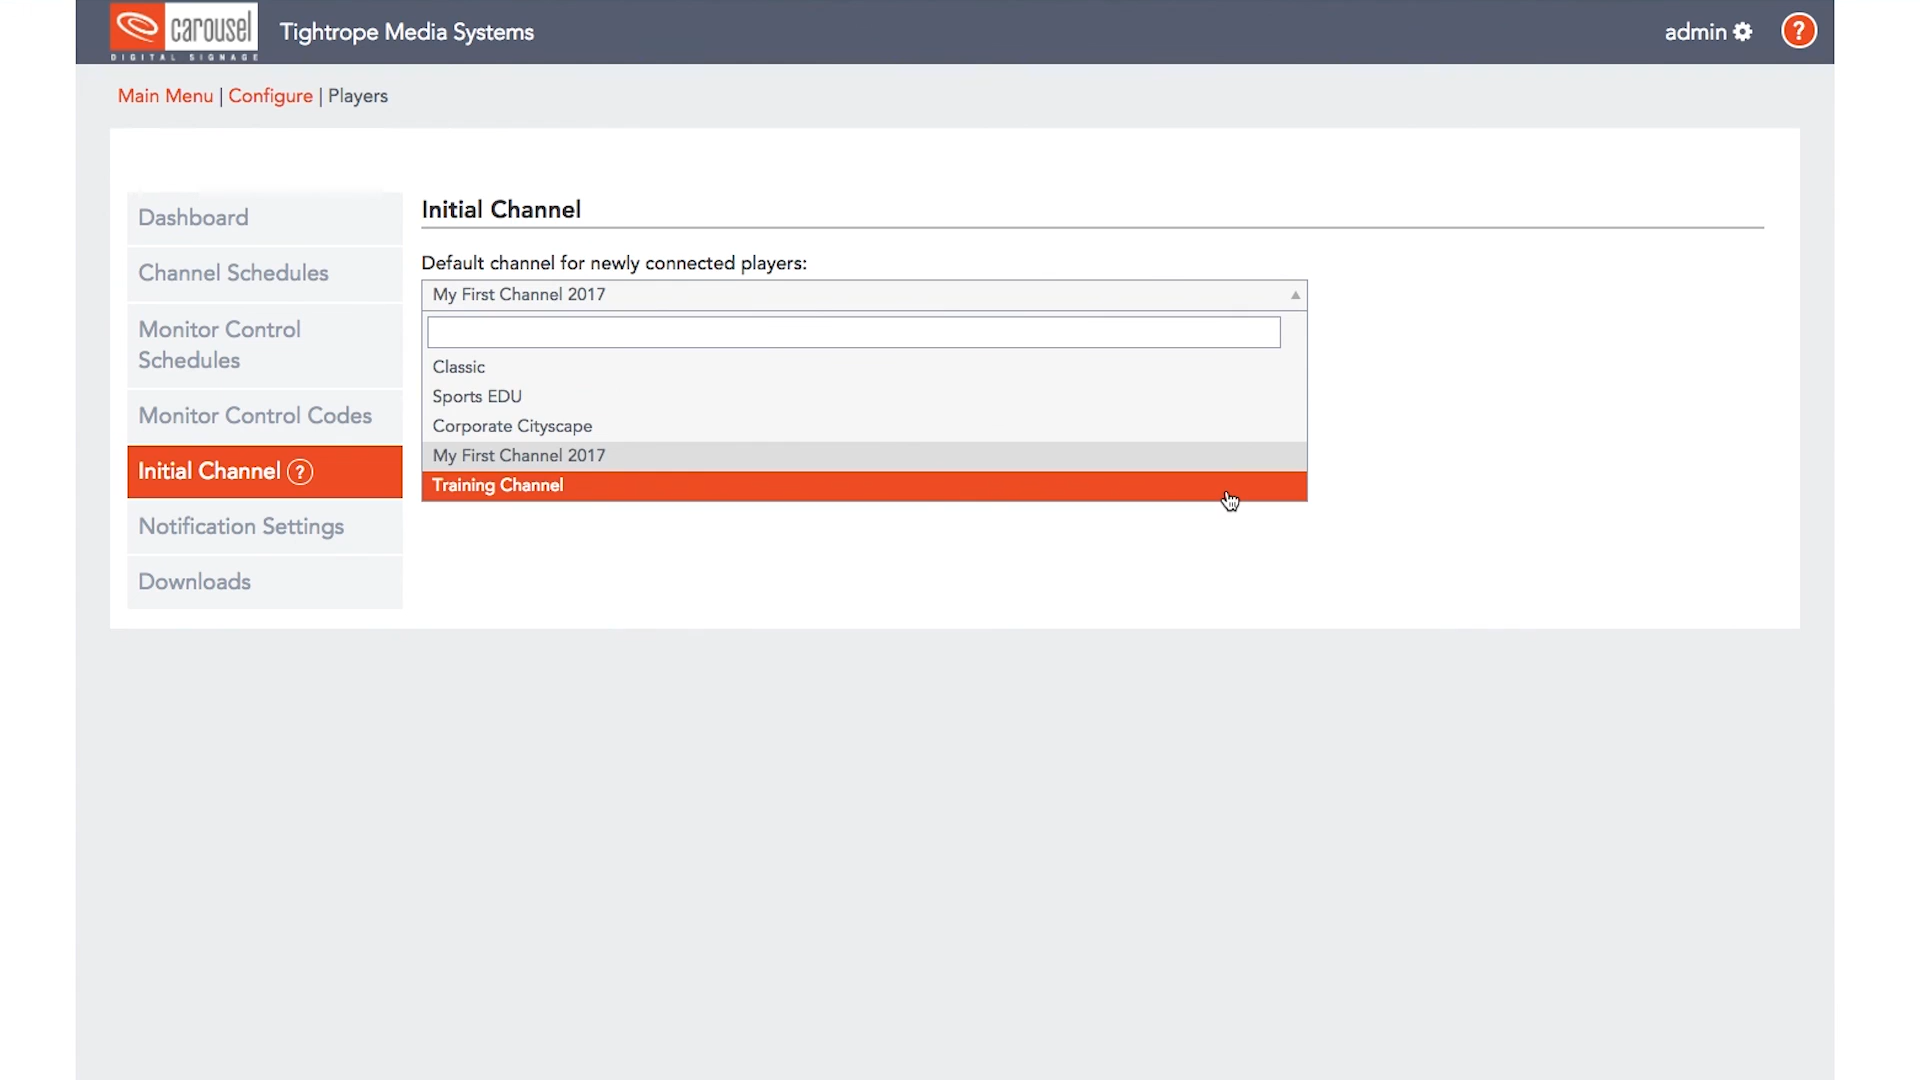 carousel
DIGITAL SIGNAGE
Tightrope Media Systems
admin
?
Main Menu | Configure | Players
Dashboard
Channel Schedules
Monitor Control
Schedules
Monitor Control Codes
Initial Channel ?
Notification Settings
Downloads
Initial Channel
Default channel for newly connected players:
My First Channel 2017
Classic
Sports EDU
Corporate Cityscape
My First Channel 2017
Training Channel